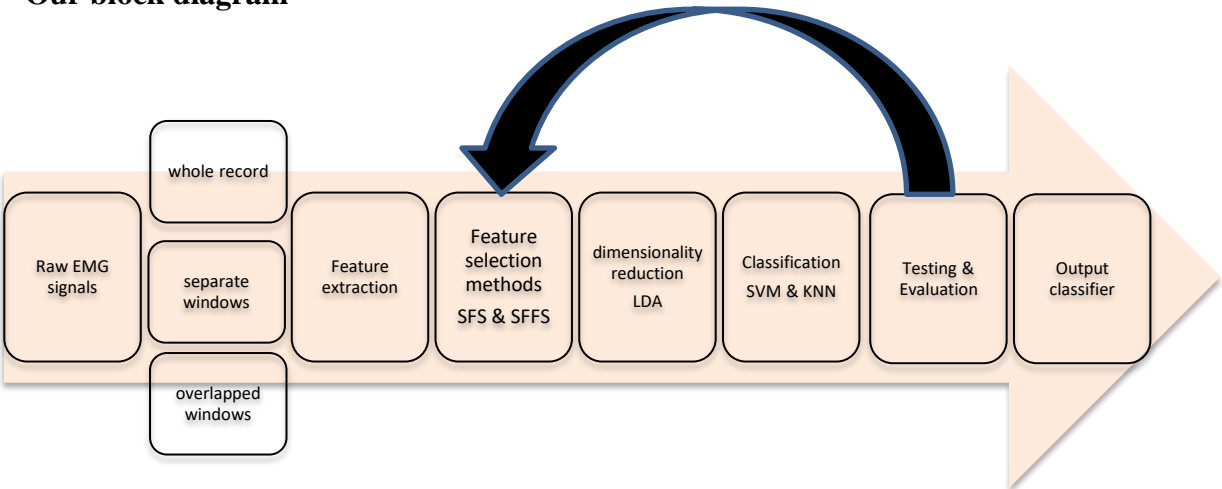 Our block diagram
whole record
Raw EMG
signals
separate
windows
overlapped
windows
Feature
extraction
Feature
selection
methods
SFS & SFFS
dimensionality
reduction
LDA
Classification
SVM & KNN
Testing &
Evaluation
Output
classifier